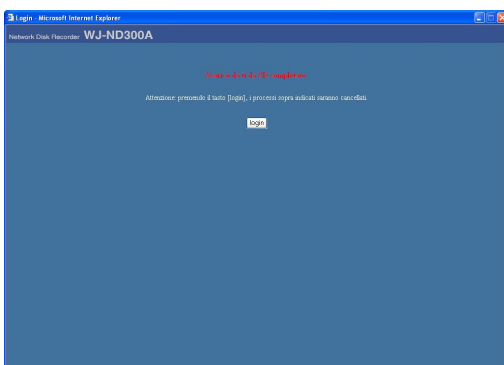 Login - Microsoft Internet Explorer
Network Disk Recorder WJ-ND300A
Attenzione: premendo il tasto [login], i processi sopra indicati saranno cancellati
login